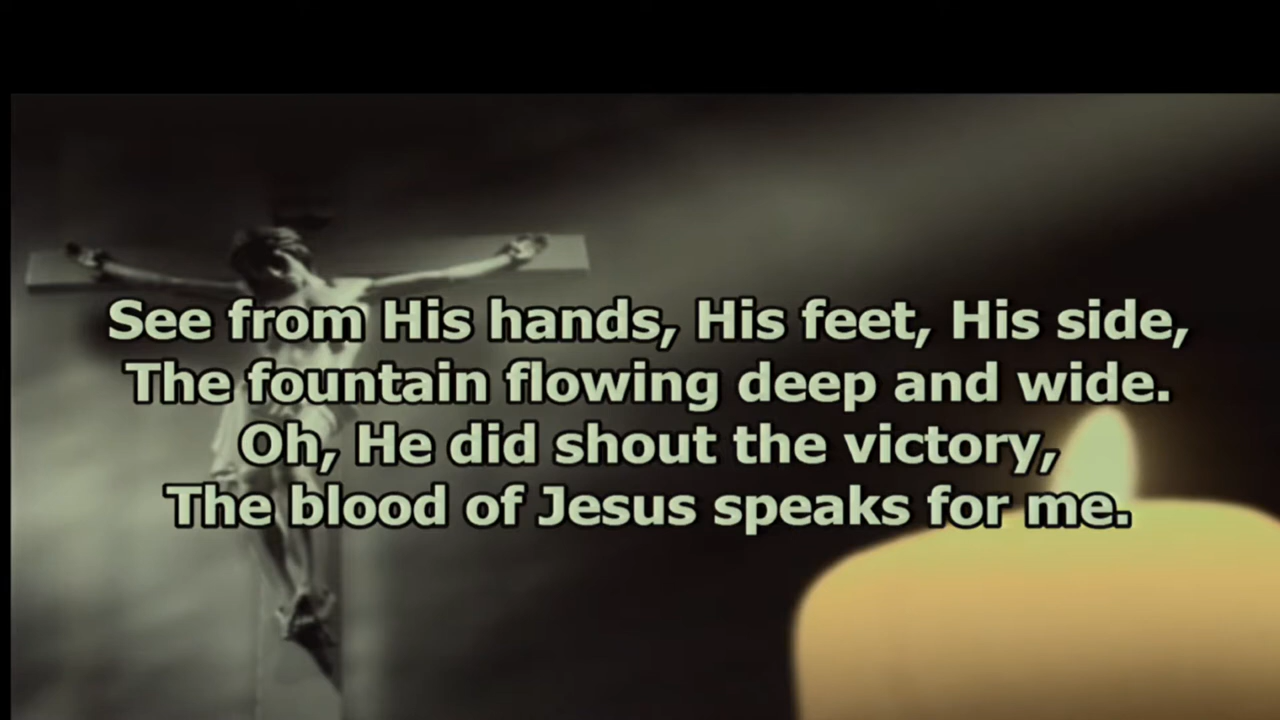 See from His hands, His feet, His side,
The fountain flowing deep and wide.
Oh, He did shout the victory,
The blood of Jesus speaks for me.